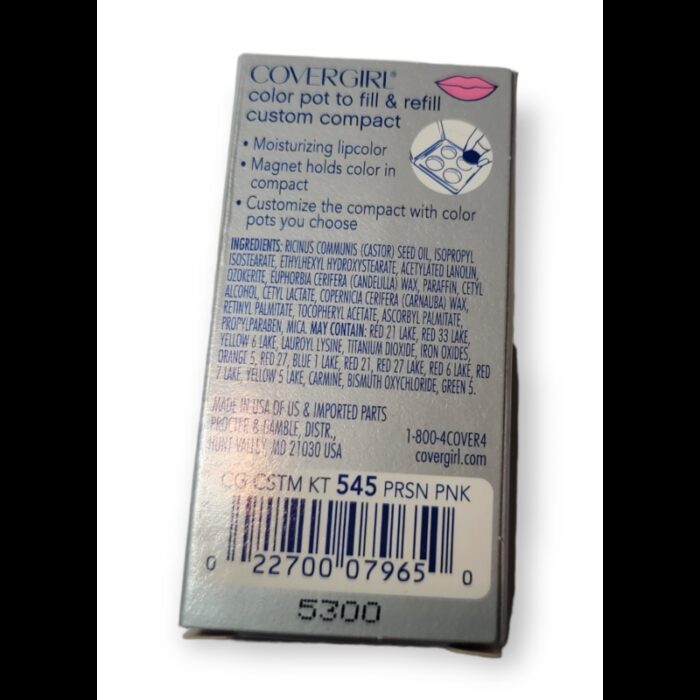 COVERGIRL®
color pot to fill & refill
custom compact
• Moisturizing lipcolor
• Magnet holds color in
compact
• Customize the compact with color
pots you choose
INGREDIENTS: RICINUS COMMUNIS (CASTOR) SEED OIL, ISOPROPYL
ISOSTEARATE, ETHYLHEXYL HYDROXYSTEARATE, ACETYLATED LANOLIN,
OZOKERITE, EUPHORBIA CERIFERA (CANDELILLA) WAX, PARAFFIN, CETYL
ALCOHOL, CETYL LACTATE, COPERNICIA CERIFERA (CARNAUBA) WAX,
RETINYL PALMITATE, TOCOPHERYL ACETATE, ASCORBYL PALMITATE,
PROPYLPARABEN, MICA. MAY CONTAIN: RED 21 LAKE, RED 33 LAKE,
YELLOW 6 LAKE, LAUROYL LYSINE, TITANIUM DIOXIDE, IRON OXIDES,
ORANGE 5, RED 27, BLUE 1 LAKE, RED 21, RED 27 LAKE, RED 6 LAKE, RED
7 LAKE, YELLOW 5 LAKE, CARMINE, BISMUTH OXYCHLORIDE, GREEN 5.
MADE IN USA OF US & IMPORTED PARTS
PROCTER & GAMBLE, DISTR.,
HUNT VALLEY, MD 21030 USA
1-800-4COVER4
covergirl.com
CG CSTM KT 545 PRSN PNK
0 22700 07965 0
5300